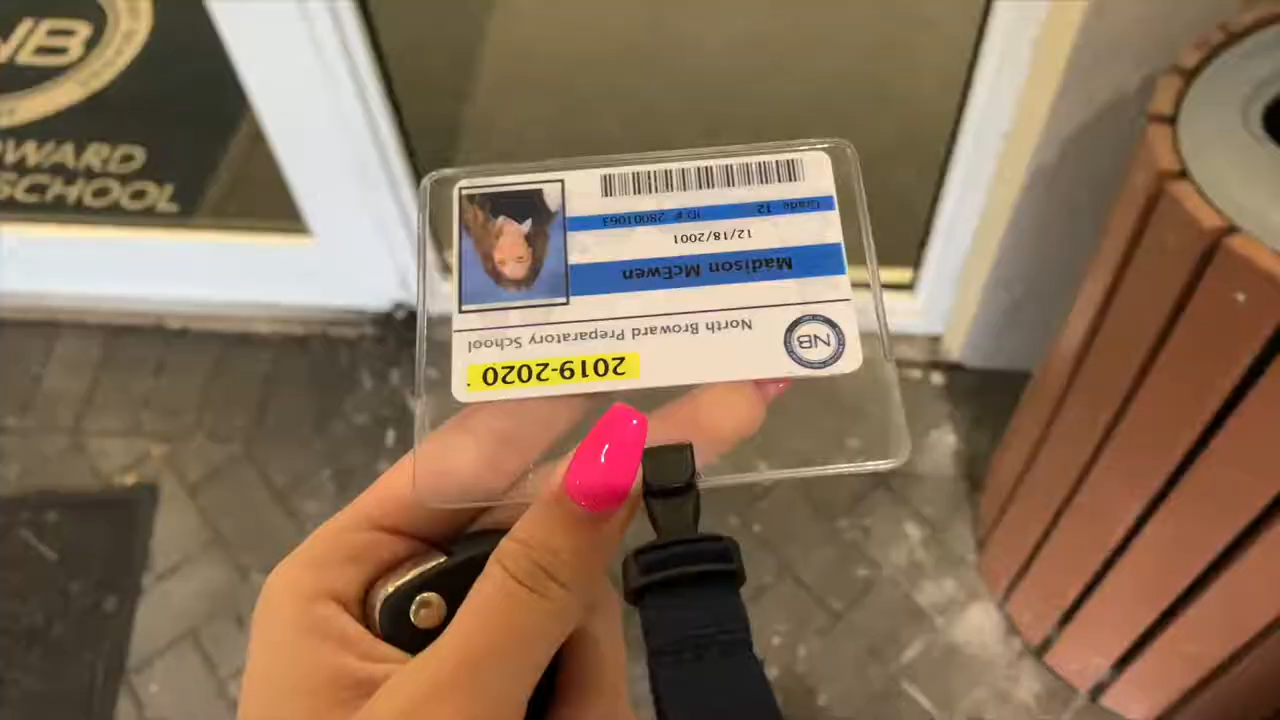 NB
WARD
SCHOOL
2019-2020
North Broward Preparatory School
NB
Madison McEwen
12/18/2001
Grade 12 ID # 28001063